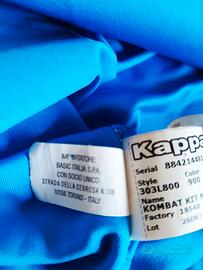 IMPORTATORE
BASIC ITALIA S.P.A.
CON SOCIO UNICO
STRADA DELLA CEBROSA N.106
10156 TORINO - ITALY
Kappa
Serial
Style Color
303L800 900
Name
KOMBAT KIT
Factory
Lot